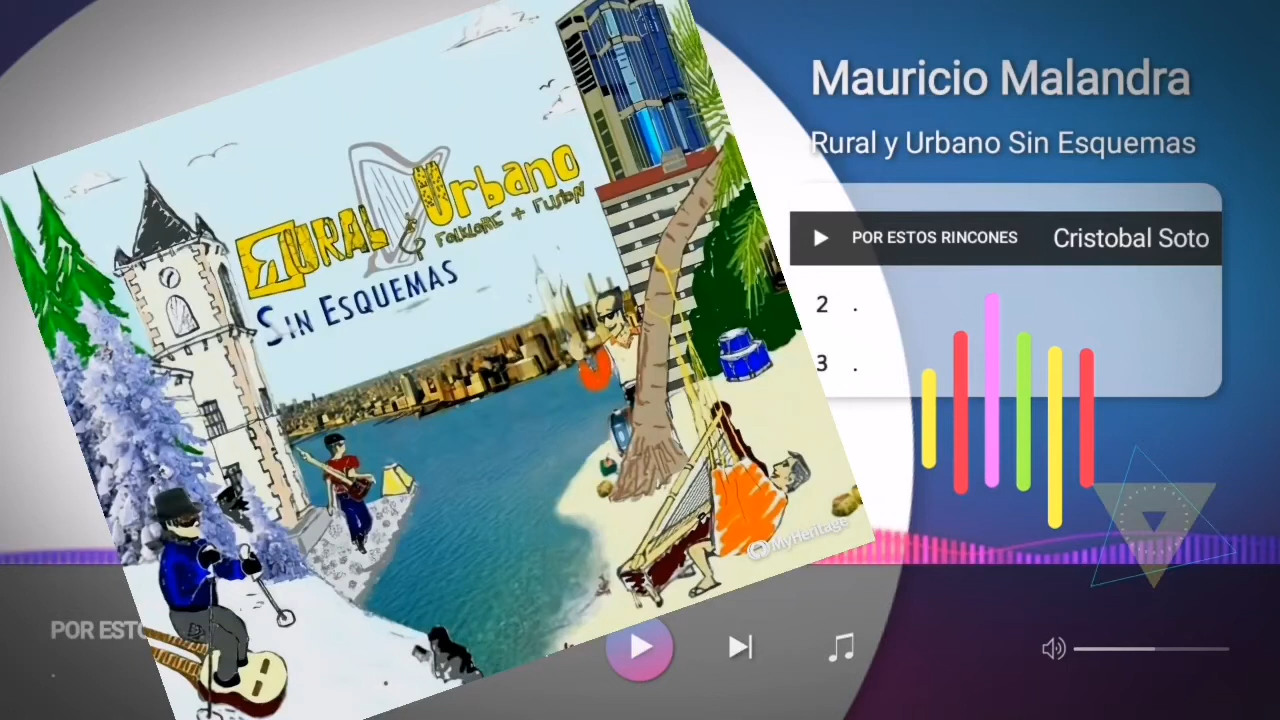 Mauricio Malandra
Rural y Urbano Sin Esquemas
POR ESTOS RINCONES Cristobal Soto
2 .
3 .
RURAL & Urbano
FOLKLORE + FUSION
SIN ESQUEMAS
MyHeritage
POR ESTO